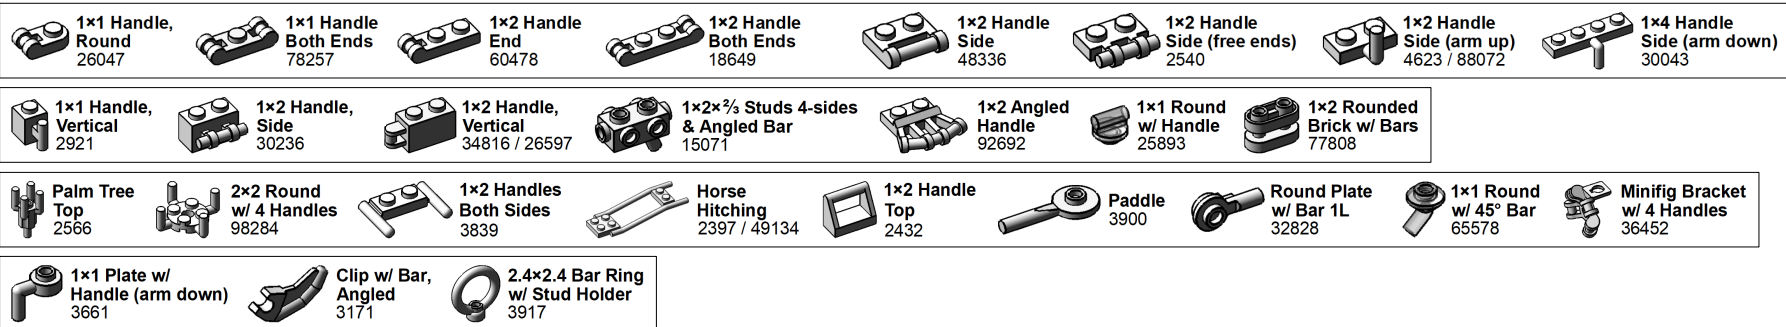 1×1 Handle,
Round
26047
1×1 Handle
Both Ends
78257
1×2 Handle
End
60478
1×2 Handle
Both Ends
18649
1×2 Handle
Side
48336
1×2 Handle
Side (free ends)
2540
1×2 Handle
Side (arm up)
4623 / 88072
1×4 Handle
Side (arm down)
30043
1×1 Handle,
Vertical
2921
1×2 Handle,
Side
30236
1×2 Handle,
Vertical
34816 / 26597
1×2×⅔ Studs 4-sides
& Angled Bar
15071
1×2 Angled
Handle
92692
1×1 Round
w/ Handle
25893
1×2 Rounded
Brick w/ Bars
77808
Palm Tree
Top
2566
2×2 Round
w/ 4 Handles
98284
1×2 Handles
Both Sides
3839
Horse
Hitching
2397 / 49134
1×2 Handle
Top
2432
Paddle
3900
Round Plate
w/ Bar 1L
32828
1×1 Round
w/ 45° Bar
65578
Minifig Bracket
w/ 4 Handles
36452
1×1 Plate w/
Handle (arm down)
3661
Clip w/ Bar,
Angled
3171
2.4×2.4 Bar Ring
w/ Stud Holder
3917